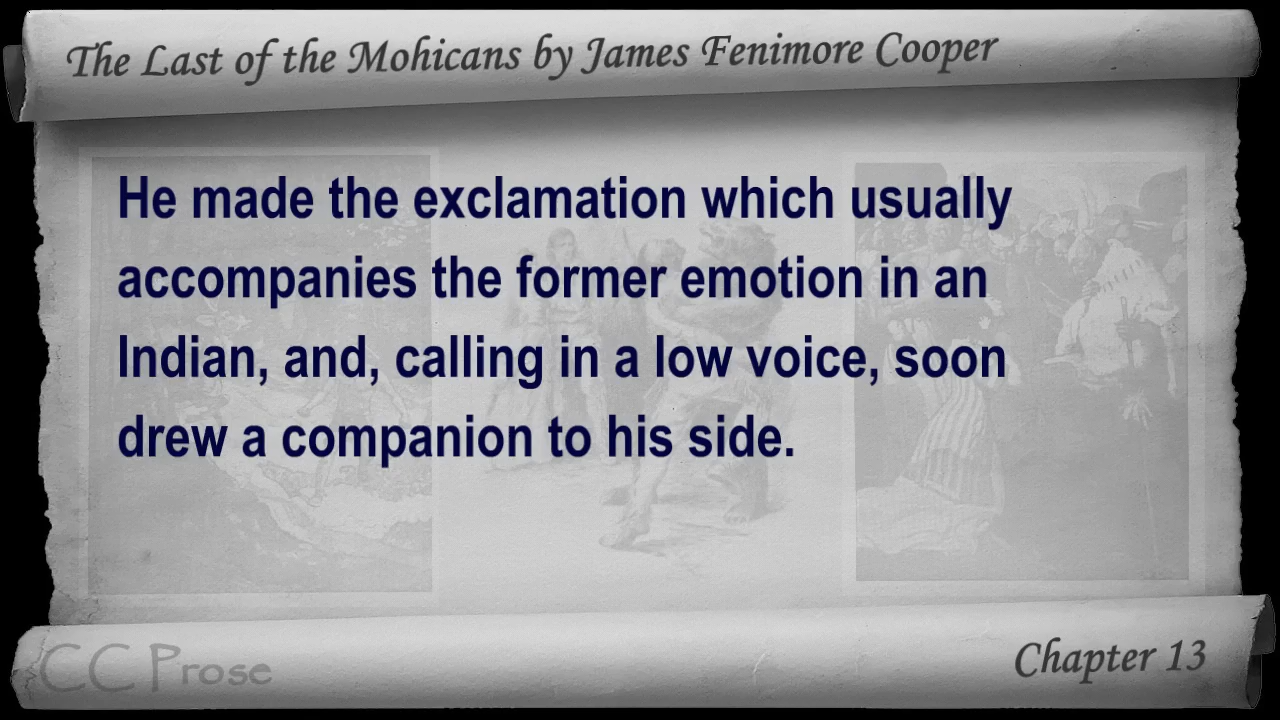 The Last of the Mohicans by James Fenimore Cooper
He made the exclamation which usually
accompanies the former emotion in an
Indian, and, calling in a low voice, soon
drew a companion to his side.
CC Prose
Chapter 13